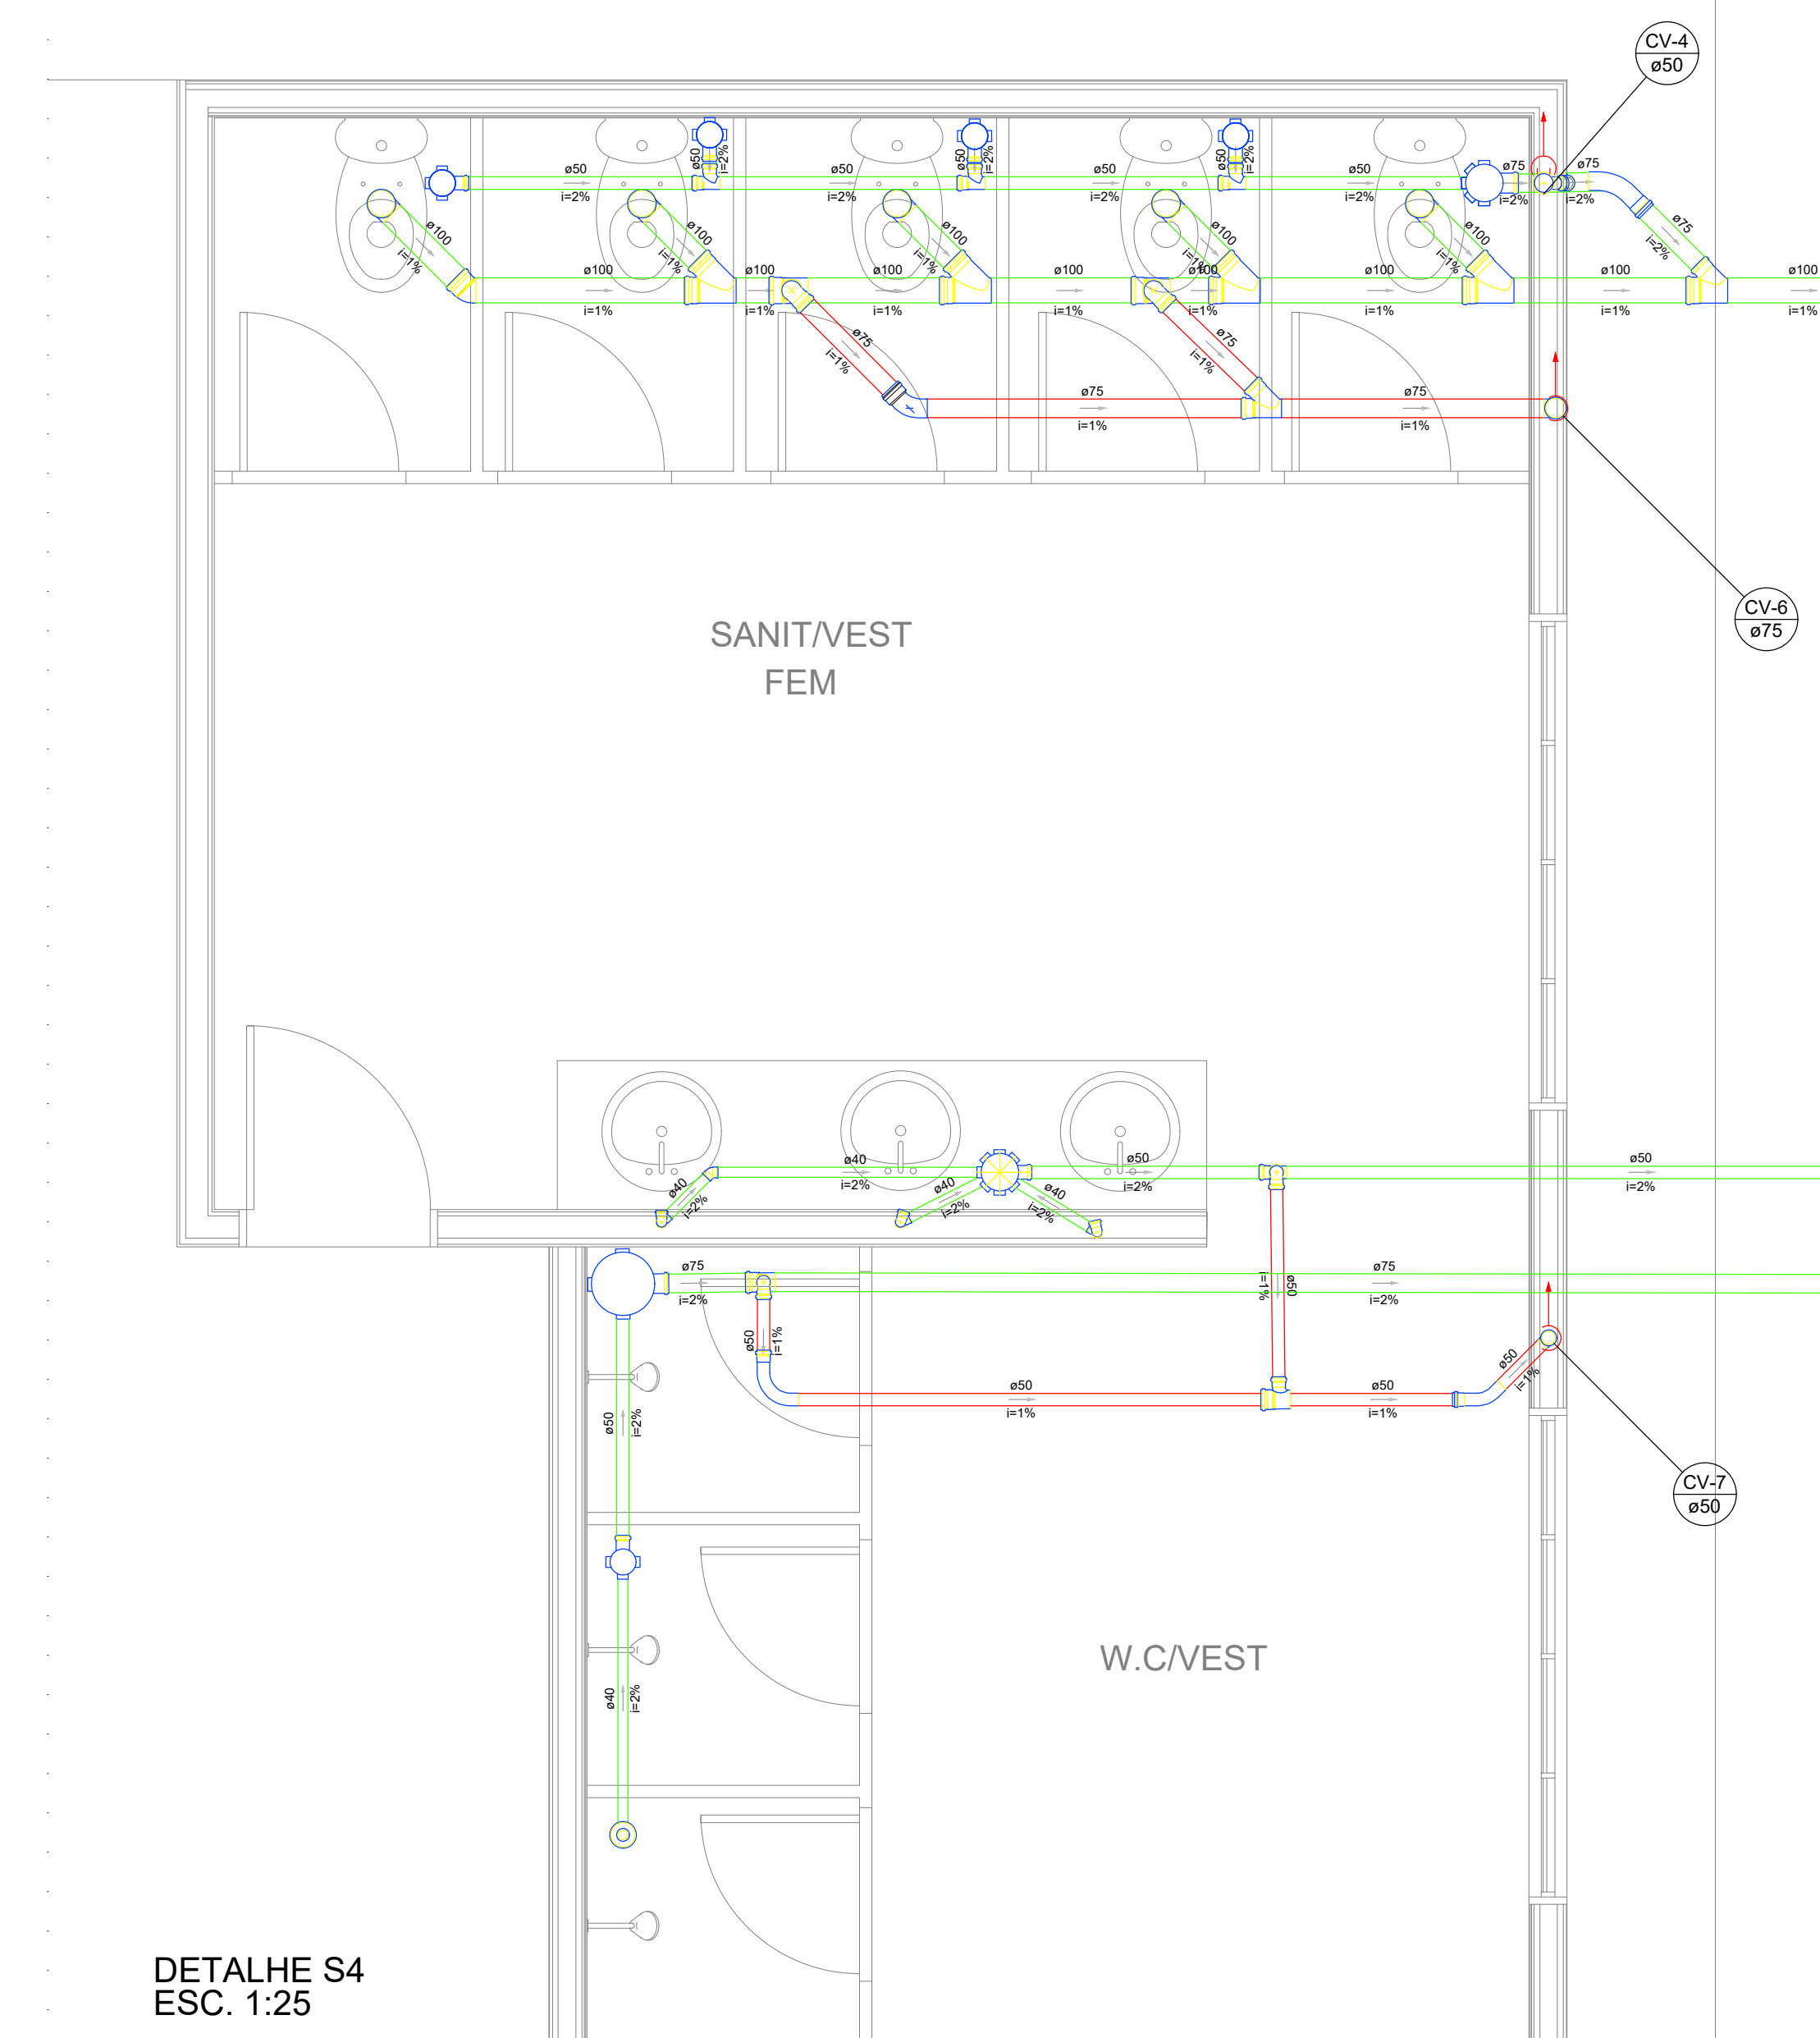 CV-4
ø50
ø50
i=2%
ø50
i=2%
ø50
i=2%
ø50
i=2%
ø50
i=2%
ø50
i=2%
ø50
i=2%
ø50
i=2%
ø75
i=2%
ø75
i=2%
ø75
i=2%
ø100
i=1%
ø100
i=1%
ø100
i=1%
ø100
i=1%
ø100
i=1%
ø100
i=1%
ø100
i=1%
ø100
i=1%
ø100
i=1%
ø100
i=1%
ø100
i=1%
ø100
i=1%
ø100
i=1%
ø75
i=1%
ø75
i=1%
ø75
i=1%
ø75
i=1%
CV-6
ø75
SANIT/VEST
FEM
ø40
i=2%
ø40
i=2%
ø40
i=2%
ø40
i=2%
ø50
i=2%
ø50
i=2%
ø75
i=2%
ø75
i=2%
ø50
i=1%
ø50
i=1%
ø50
i=1%
ø50
i=1%
ø50
i=1%
CV-7
ø50
ø50
i=2%
ø40
i=2%
W.C/VEST
DETALHE S4
ESC. 1:25